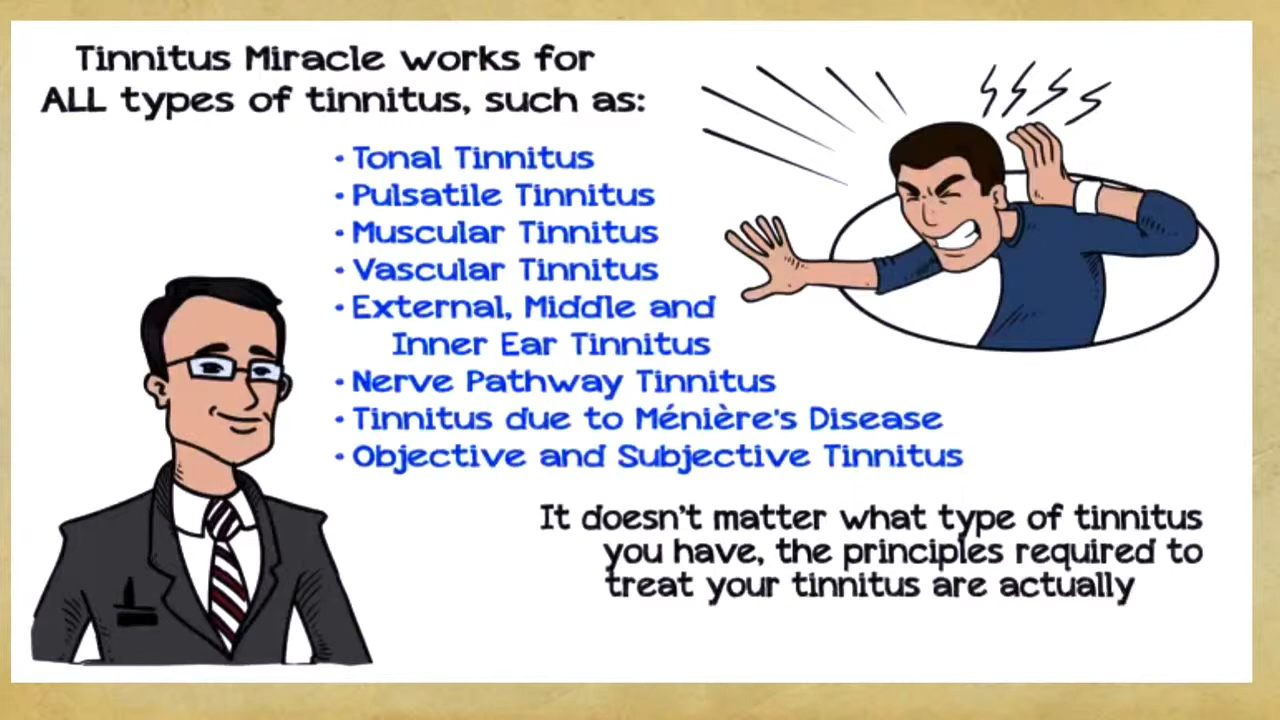 Tinnitus Miracle works for
ALL types of tinnitus, such as:
• Tonal Tinnitus
• Pulsatile Tinnitus
• Muscular Tinnitus
• Vascular Tinnitus
• External, Middle and
Inner Ear Tinnitus
• Nerve Pathway Tinnitus
• Tinnitus due to Ménière's Disease
• Objective and Subjective Tinnitus
It doesn't matter what type of tinnitus
you have, the principles required to
treat your tinnitus are actually